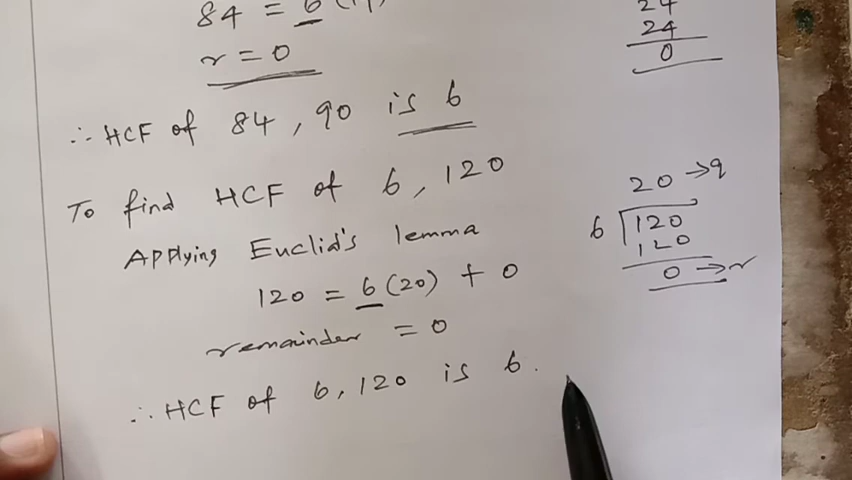 84 = 6
r = 0
∴ HCF of 84, 90 is 6
To find HCF of 6, 120
Applying Euclid's lemma
120 = 6(20) + 0
remainder = 0
∴ HCF of 6, 120 is 6.
24
24
0
20 → q
6 120
120
0 → r